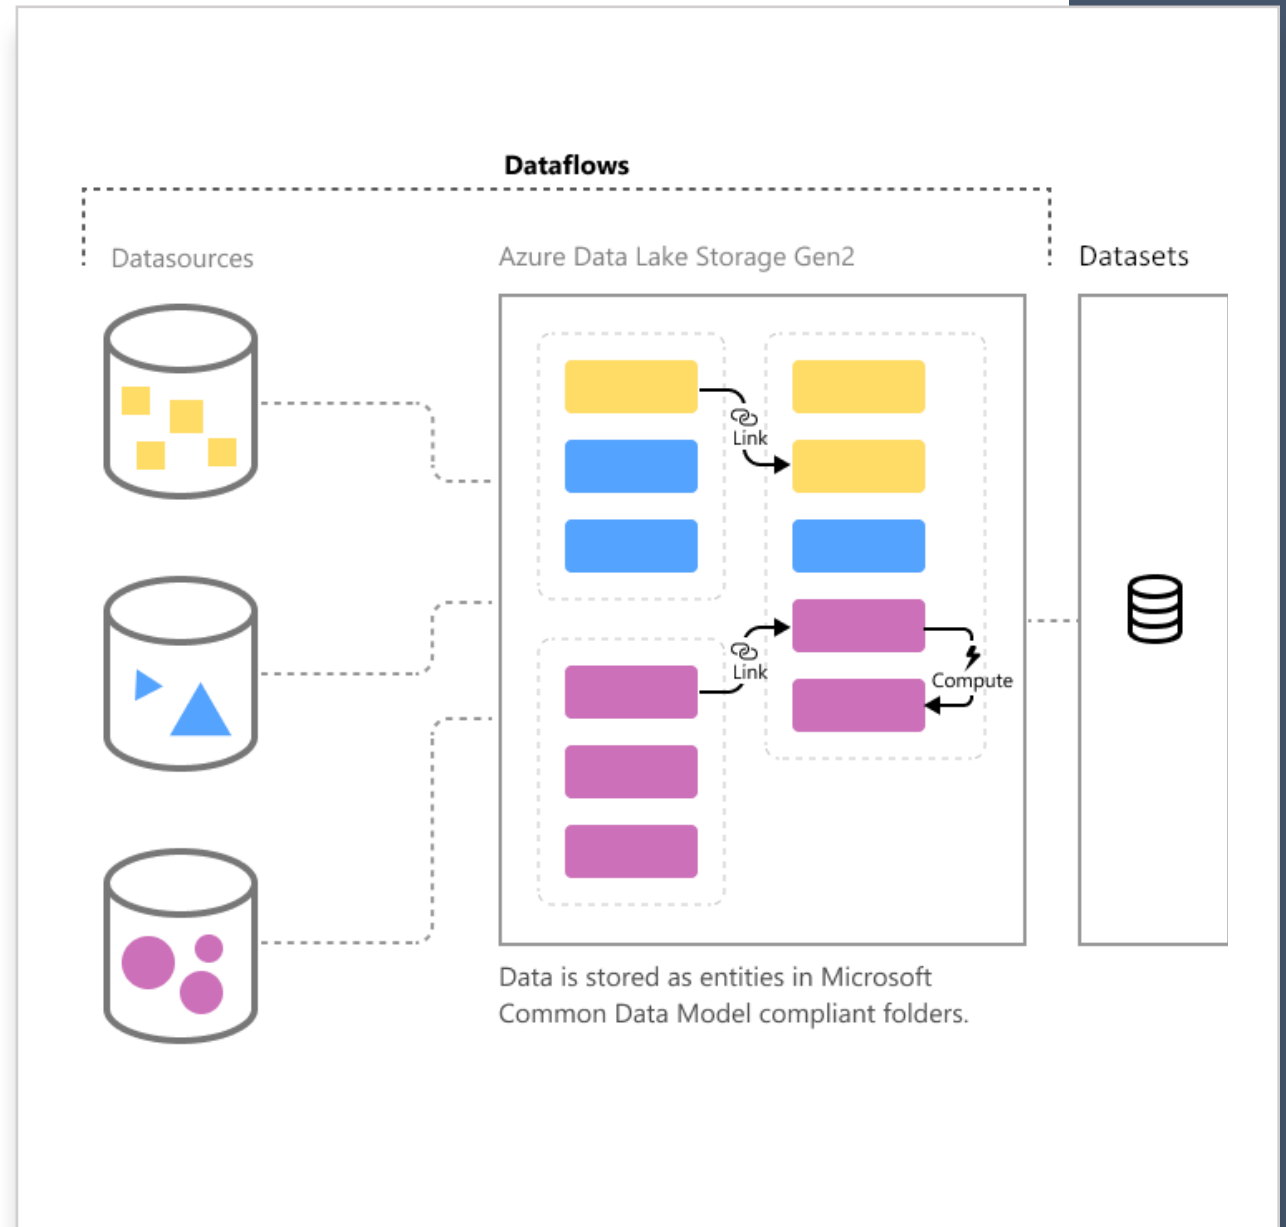 Dataflows
Datasources
Azure Data Lake Storage Gen2
Datasets
Link
Link
Compute
Data is stored as entities in Microsoft
Common Data Model compliant folders.